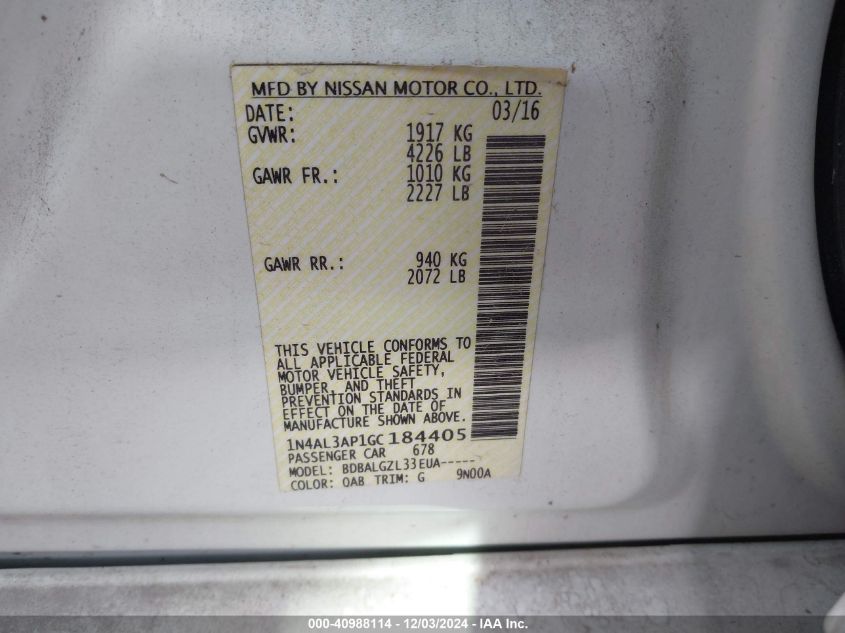 MFD BY NISSAN MOTOR CO., LTD.
DATE: 03/16
GVWR: 1917 KG
4226 LB
GAWR FR.: 1010 KG
2227 LB
GAWR RR.: 940 KG
2072 LB
THIS VEHICLE CONFORMS TO
ALL APPLICABLE FEDERAL
MOTOR VEHICLE SAFETY,
BUMPER, AND THEFT
PREVENTION STANDARDS IN
EFFECT ON THE DATE OF
MANUFACTURE SHOWN ABOVE.
1N4AL3AP1GC184405
PASSENGER CAR 678
MODEL: BDBALGZL33EUA-----
COLOR: QAB TRIM: G 9N00A
000-40988114 - 12/03/2024 - IAA Inc.